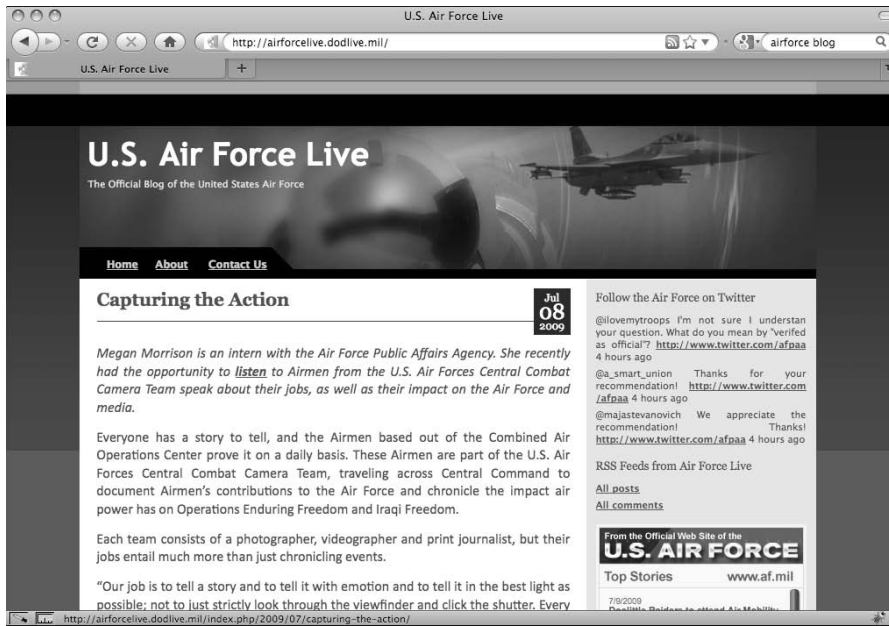 U.S. Air Force Live
http://airforcelive.dodlive.mil/
airforce blog
U.S. Air Force Live
U.S. Air Force Live
The Official Blog of the United States Air Force
Home About Contact Us
Capturing the Action
Jul
08
2009
Megan Morrison is an intern with the Air Force Public Affairs Agency. She recently
had the opportunity to listen to Airmen from the U.S. Air Forces Central Combat
Camera Team speak about their jobs, as well as their impact on the Air Force and
media.
Everyone has a story to tell, and the Airmen based out of the Combined Air
Operations Center prove it on a daily basis. These Airmen are part of the U.S. Air
Forces Central Combat Camera Team, traveling across Central Command to
document Airmen's contributions to the Air Force and chronicle the impact air
power has on Operations Enduring Freedom and Iraqi Freedom.
Each team consists of a photographer, videographer and print journalist, but their
jobs entail much more than just chronicling events.
“Our job is to tell a story and to tell it with emotion and to tell it in the best light as
possible; not to just strictly look through the viewfinder and click the shutter. Every
Follow the Air Force on Twitter
@ilovemytroops I'm not sure I understan
your question. What do you mean by "verifed
as official"? http://www.twitter.com/afpaa
4 hours ago
@a_smart_union Thanks for your
recommendation! http://www.twitter.com
/afpaa 4 hours ago
@majastevanovich We appreciate the
recommendation! Thanks!
http://www.twitter.com/afpaa 4 hours ago
RSS Feeds from Air Force Live
All posts
All comments
From the Official Web Site of the
U.S. AIR FORCE
Top Stories www.af.mil
7/9/2009
Doolittle Raiders to attend Air Mobility
http://airforcelive.dodlive.mil/index.php/2009/07/capturing-the-action/